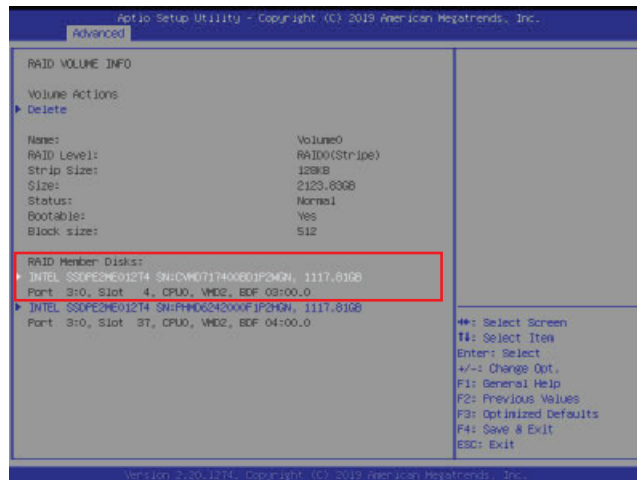 Aptio Setup Utility - Copyright (C) 2019 American Megatrends, Inc.
Advanced
RAID VOLUME INFO
Volume Actions
Delete
Name: Volume0
RAID Level: RAID0(Stripe)
Strip Size: 128KB
Size: 2123.83GB
Status: Normal
Bootable: Yes
Block size: 512
RAID Member Disks:
INTEL SSDPE2ME012T4 SN:CVMD717400BD1P2MGN, 1117.81GB
Port 3:0, Slot 4, CPU0, VMD2, BDF 03:00.0
INTEL SSDPE2ME012T4 SN:PHMD6242000F1P2HGN, 1117.81GB
Port 3:0, Slot 37, CPU0, VMD2, BDF 04:00.0
↔: Select Screen
↑↓: Select Item
Enter: Select
+/-: Change Opt.
F1: General Help
F2: Previous Values
F3: Optimized Defaults
F4: Save & Exit
ESC: Exit
Version 2.20.1274. Copyright (C) 2019 American Megatrends, Inc.